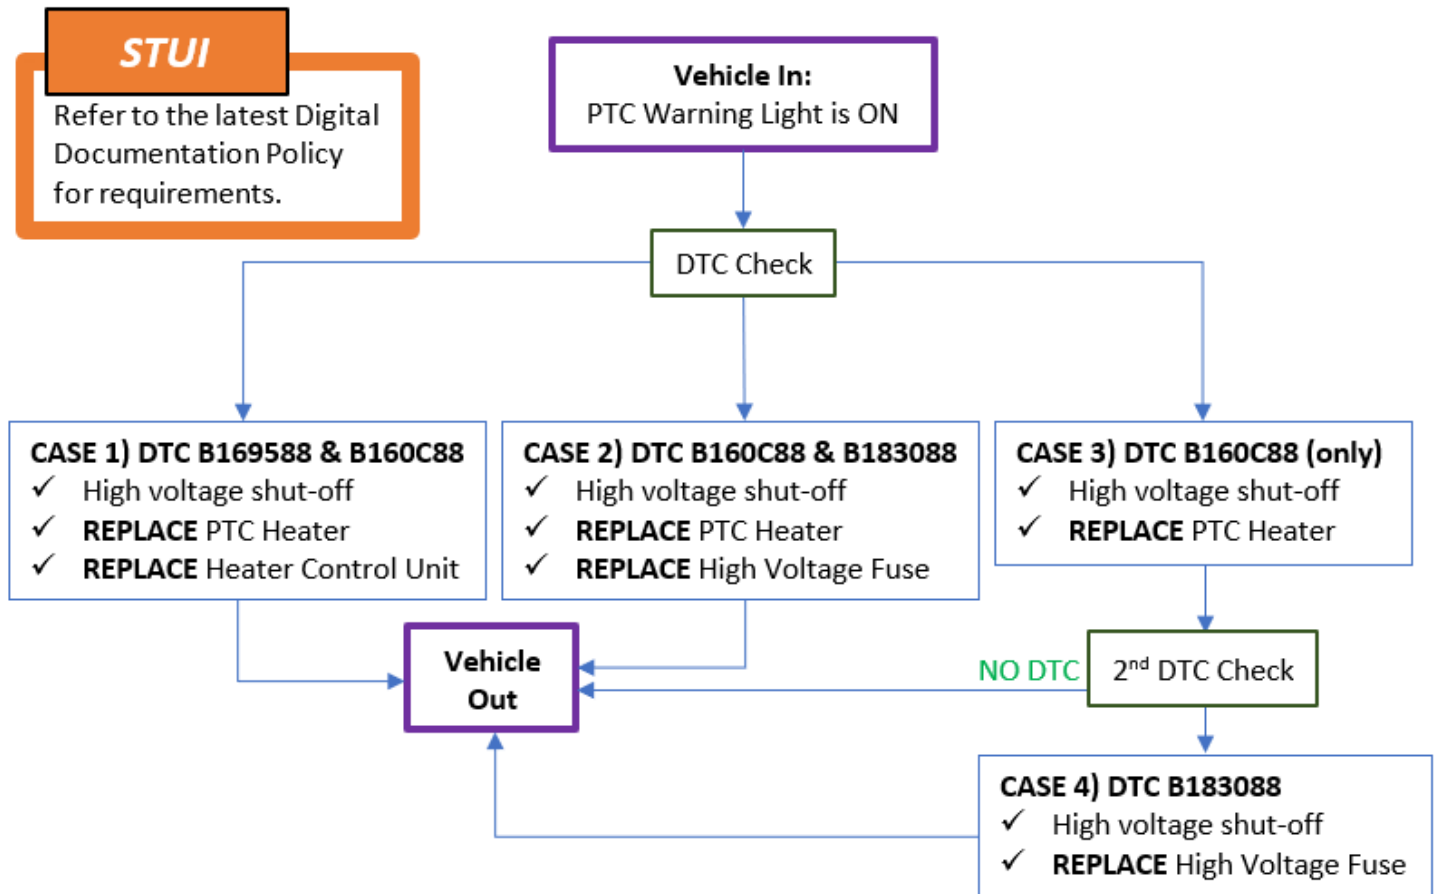 STUI
Refer to the latest Digital
Documentation Policy
for requirements.
Vehicle In:
PTC Warning Light is ON
DTC Check
CASE 1) DTC B169588 & B160C88
✓ High voltage shut-off
✓ REPLACE PTC Heater
✓ REPLACE Heater Control Unit
CASE 2) DTC B160C88 & B183088
✓ High voltage shut-off
✓ REPLACE PTC Heater
✓ REPLACE High Voltage Fuse
CASE 3) DTC B160C88 (only)
✓ High voltage shut-off
✓ REPLACE PTC Heater
Vehicle
Out
NO DTC
2nd DTC Check
CASE 4) DTC B183088
✓ High voltage shut-off
✓ REPLACE High Voltage Fuse